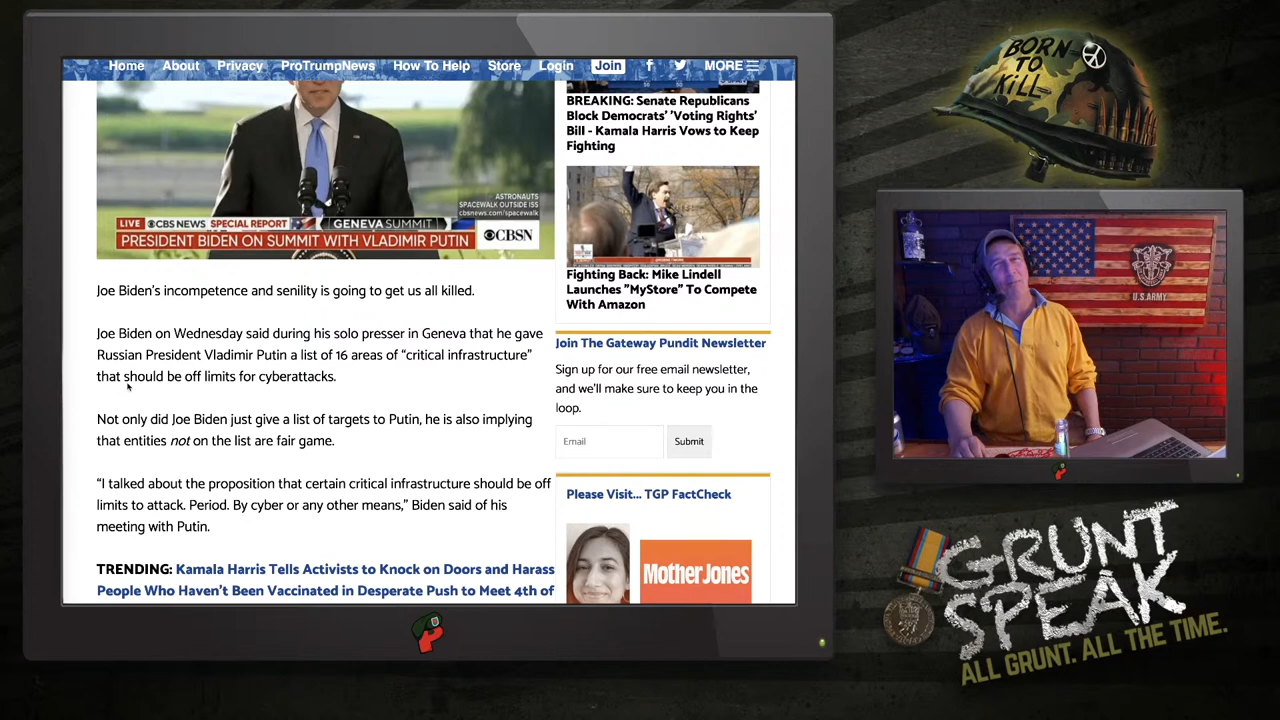 Home About Privacy ProTrumpNews How To Help Store Login Join MORE
ASTRONAUTS
SPACEWALK OUTSIDE ISS
cbsnews.com/spacewalk
LIVE CBS NEWS SPECIAL REPORT GENEVA SUMMIT
PRESIDENT BIDEN ON SUMMIT WITH VLADIMIR PUTIN
CBSN
Joe Biden's incompetence and senility is going to get us all killed.
Joe Biden on Wednesday said during his solo presser in Geneva that he gave
Russian President Vladimir Putin a list of 16 areas of “critical infrastructure”
that should be off limits for cyberattacks.
Not only did Joe Biden just give a list of targets to Putin, he is also implying
that entities not on the list are fair game.
“I talked about the proposition that certain critical infrastructure should be off
limits to attack. Period. By cyber or any other means,” Biden said of his
meeting with Putin.
TRENDING: Kamala Harris Tells Activists to Knock on Doors and Harass
People Who Haven't Been Vaccinated in Desperate Push to Meet 4th of
BREAKING: Senate Republicans
Block Democrats' 'Voting Rights'
Bill - Kamala Harris Vows to Keep
Fighting
Fighting Back: Mike Lindell
Launches "MyStore" To Compete
With Amazon
Join The Gateway Pundit Newsletter
Sign up for our free email newsletter,
and we'll make sure to keep you in the
loop.
Email Submit
Please Visit... TGP FactCheck
Mother Jones
BORN
TO
KiLL
U.S. ARMY
GRUNT
SPEAK
ALL GRUNT. ALL THE TIME.